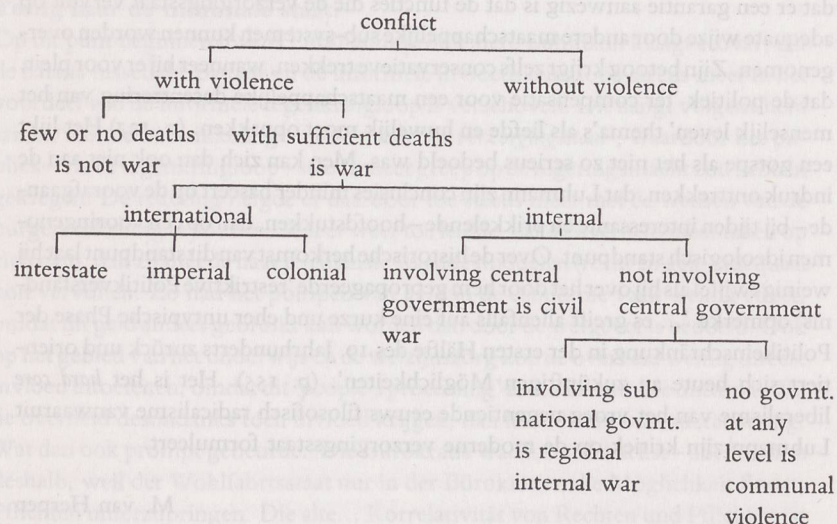 conflict
with violence
without violence
few or no deaths
is not war
with sufficient deaths
is war
international
internal
interstate
imperial
colonial
involving central
government is civil
war
not involving
central government
involving sub
national govmt.
is regional
internal war
no govmt.
at any
level is
communal
violence